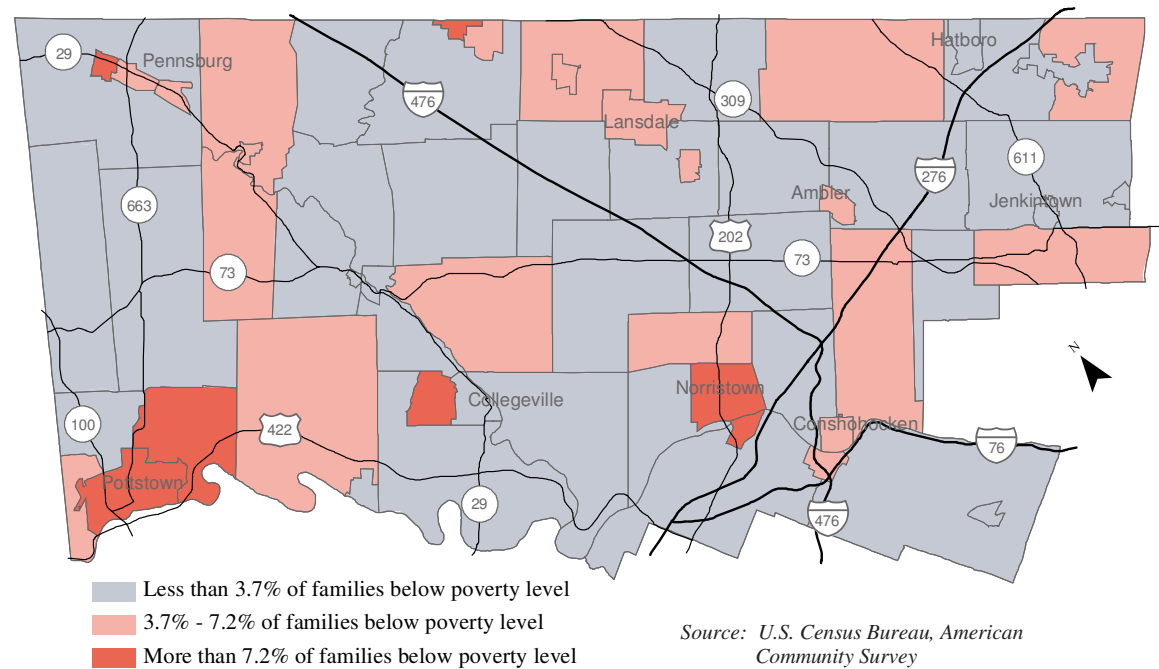 Hatboro
29
Pennsburg
476
309
Lansdale
611
276
Ambler
663
Jenkintown
202
73
73
Norristown
Collegeville
100
422
Conshohocken
76
Pottstown
29
476
N
Less than 3.7% of families below poverty level
3.7% - 7.2% of families below poverty level
More than 7.2% of families below poverty level
Source: U.S. Census Bureau, American
Community Survey